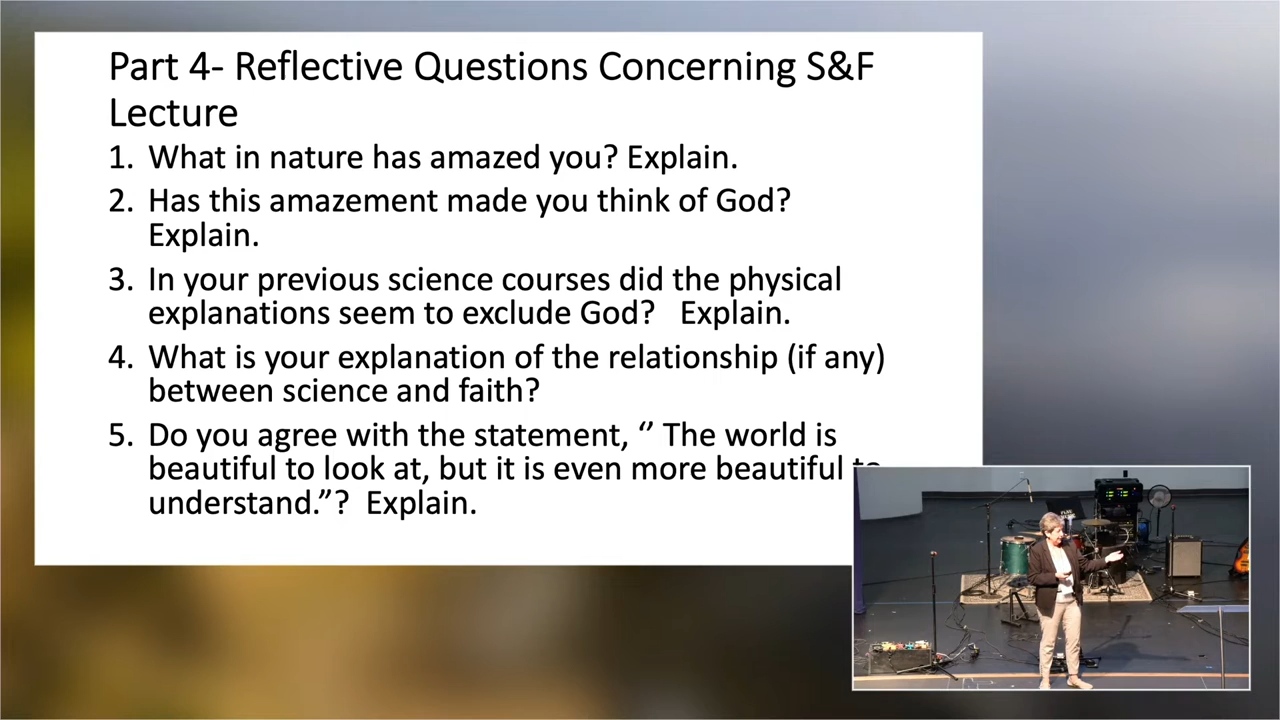 Part 4- Reflective Questions Concerning S&F
Lecture
1. What in nature has amazed you? Explain.
2. Has this amazement made you think of God?
Explain.
3. In your previous science courses did the physical
explanations seem to exclude God?   Explain.
4. What is your explanation of the relationship (if any)
between science and faith?
5. Do you agree with the statement, “ The world is
beautiful to look at, but it is even more beautiful to
understand.”?  Explain.